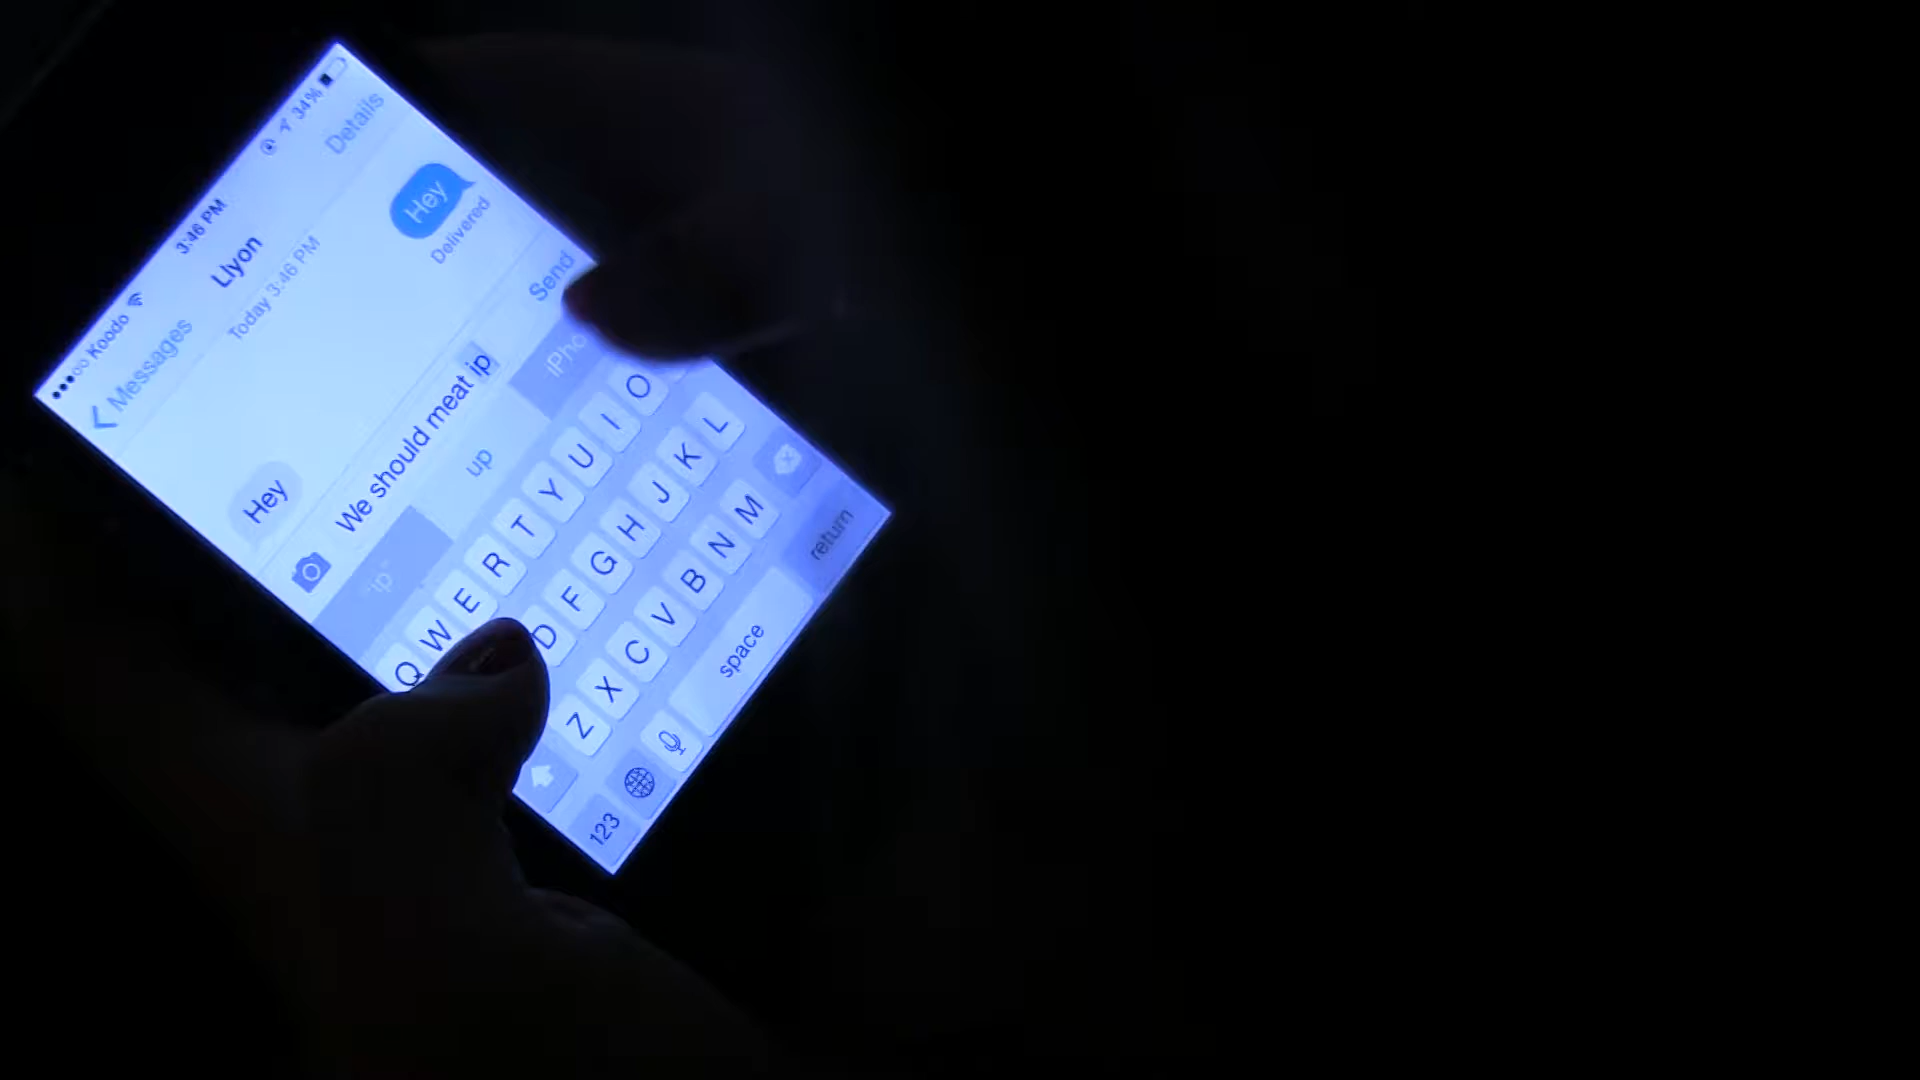 Koodo 3:46 PM 34%
Messages Llyon Details
Today 3:46 PM
Hey
Delivered
Hey
We should meat ip Send
"ip" up iPho
Q W E R T Y U I O
D F G H J K L
Z X C V B N M
123 space return